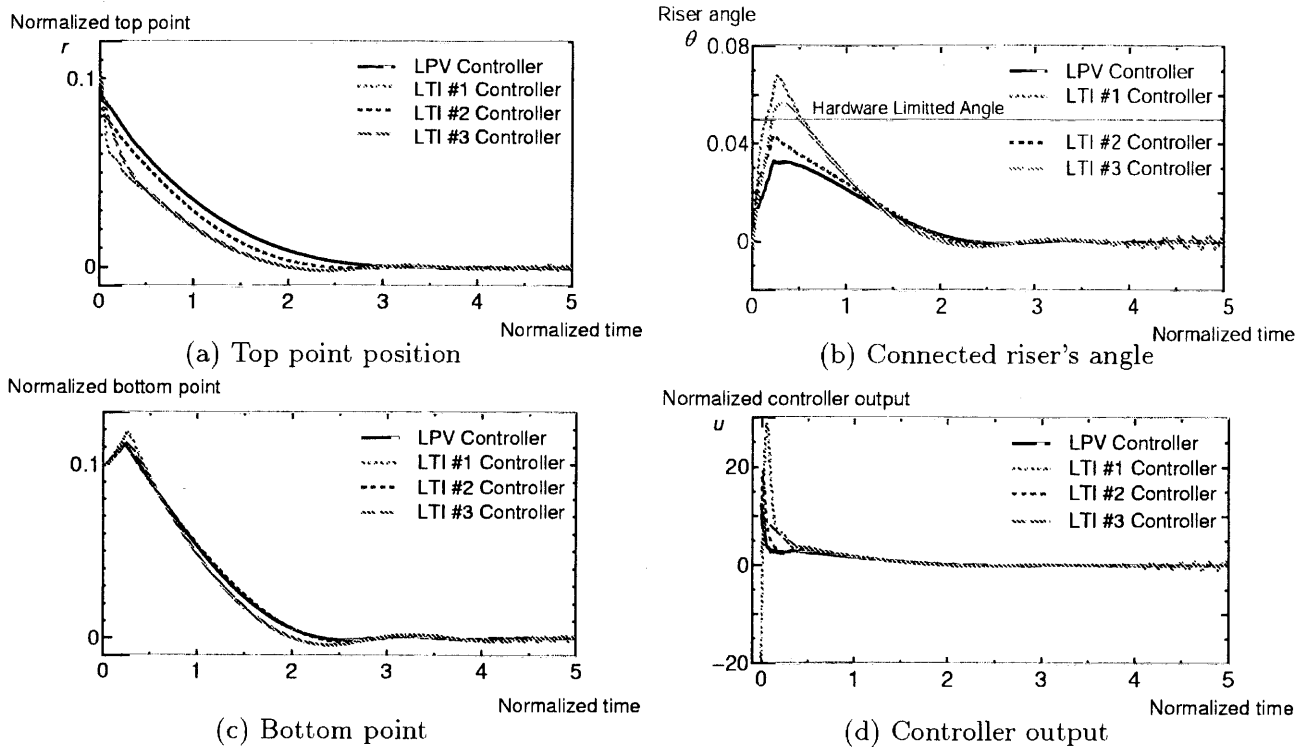 Normalized top point
r
0.1
0
LPV Controller
LTI #1 Controller
LTI #2 Controller
LTI #3 Controller
0 1 2 3 4 5
Normalized time
(a) Top point position
Riser angle
θ
0.08
0.04
0
LPV Controller
LTI #1 Controller
Hardware Limitted Angle
LTI #2 Controller
LTI #3 Controller
0 1 2 3 4 5
Normalized time
(b) Connected riser's angle
Normalized bottom point
0.1
0
LPV Controller
LTI #1 Controller
LTI #2 Controller
LTI #3 Controller
0 1 2 3 4 5
Normalized time
(c) Bottom point
Normalized controller output
u
20
0
−20
LPV Controller
LTI #1 Controller
LTI #2 Controller
LTI #3 Controller
0 1 2 3 4 5
Normalized time
(d) Controller output